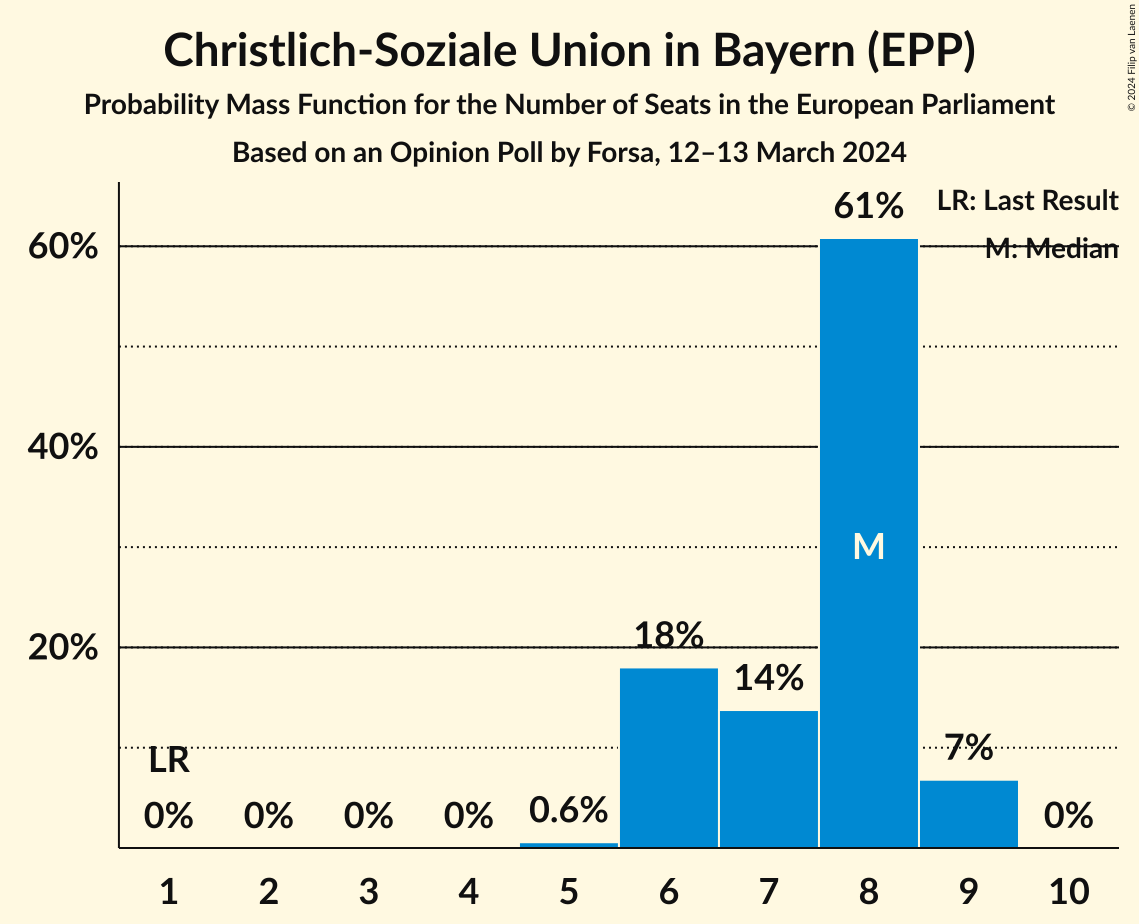 Christlich-Soziale Union in Bayern (EPP)
Probability Mass Function for the Number of Seats in the European Parliament
Based on an Opinion Poll by Forsa, 12–13 March 2024
© 2024 Filip van Laenen
LR: Last Result
M: Median
60%
40%
20%
LR
0%
0%
0%
0%
0.6%
18%
14%
61%
M
7%
0%
1 2 3 4 5 6 7 8 9 10